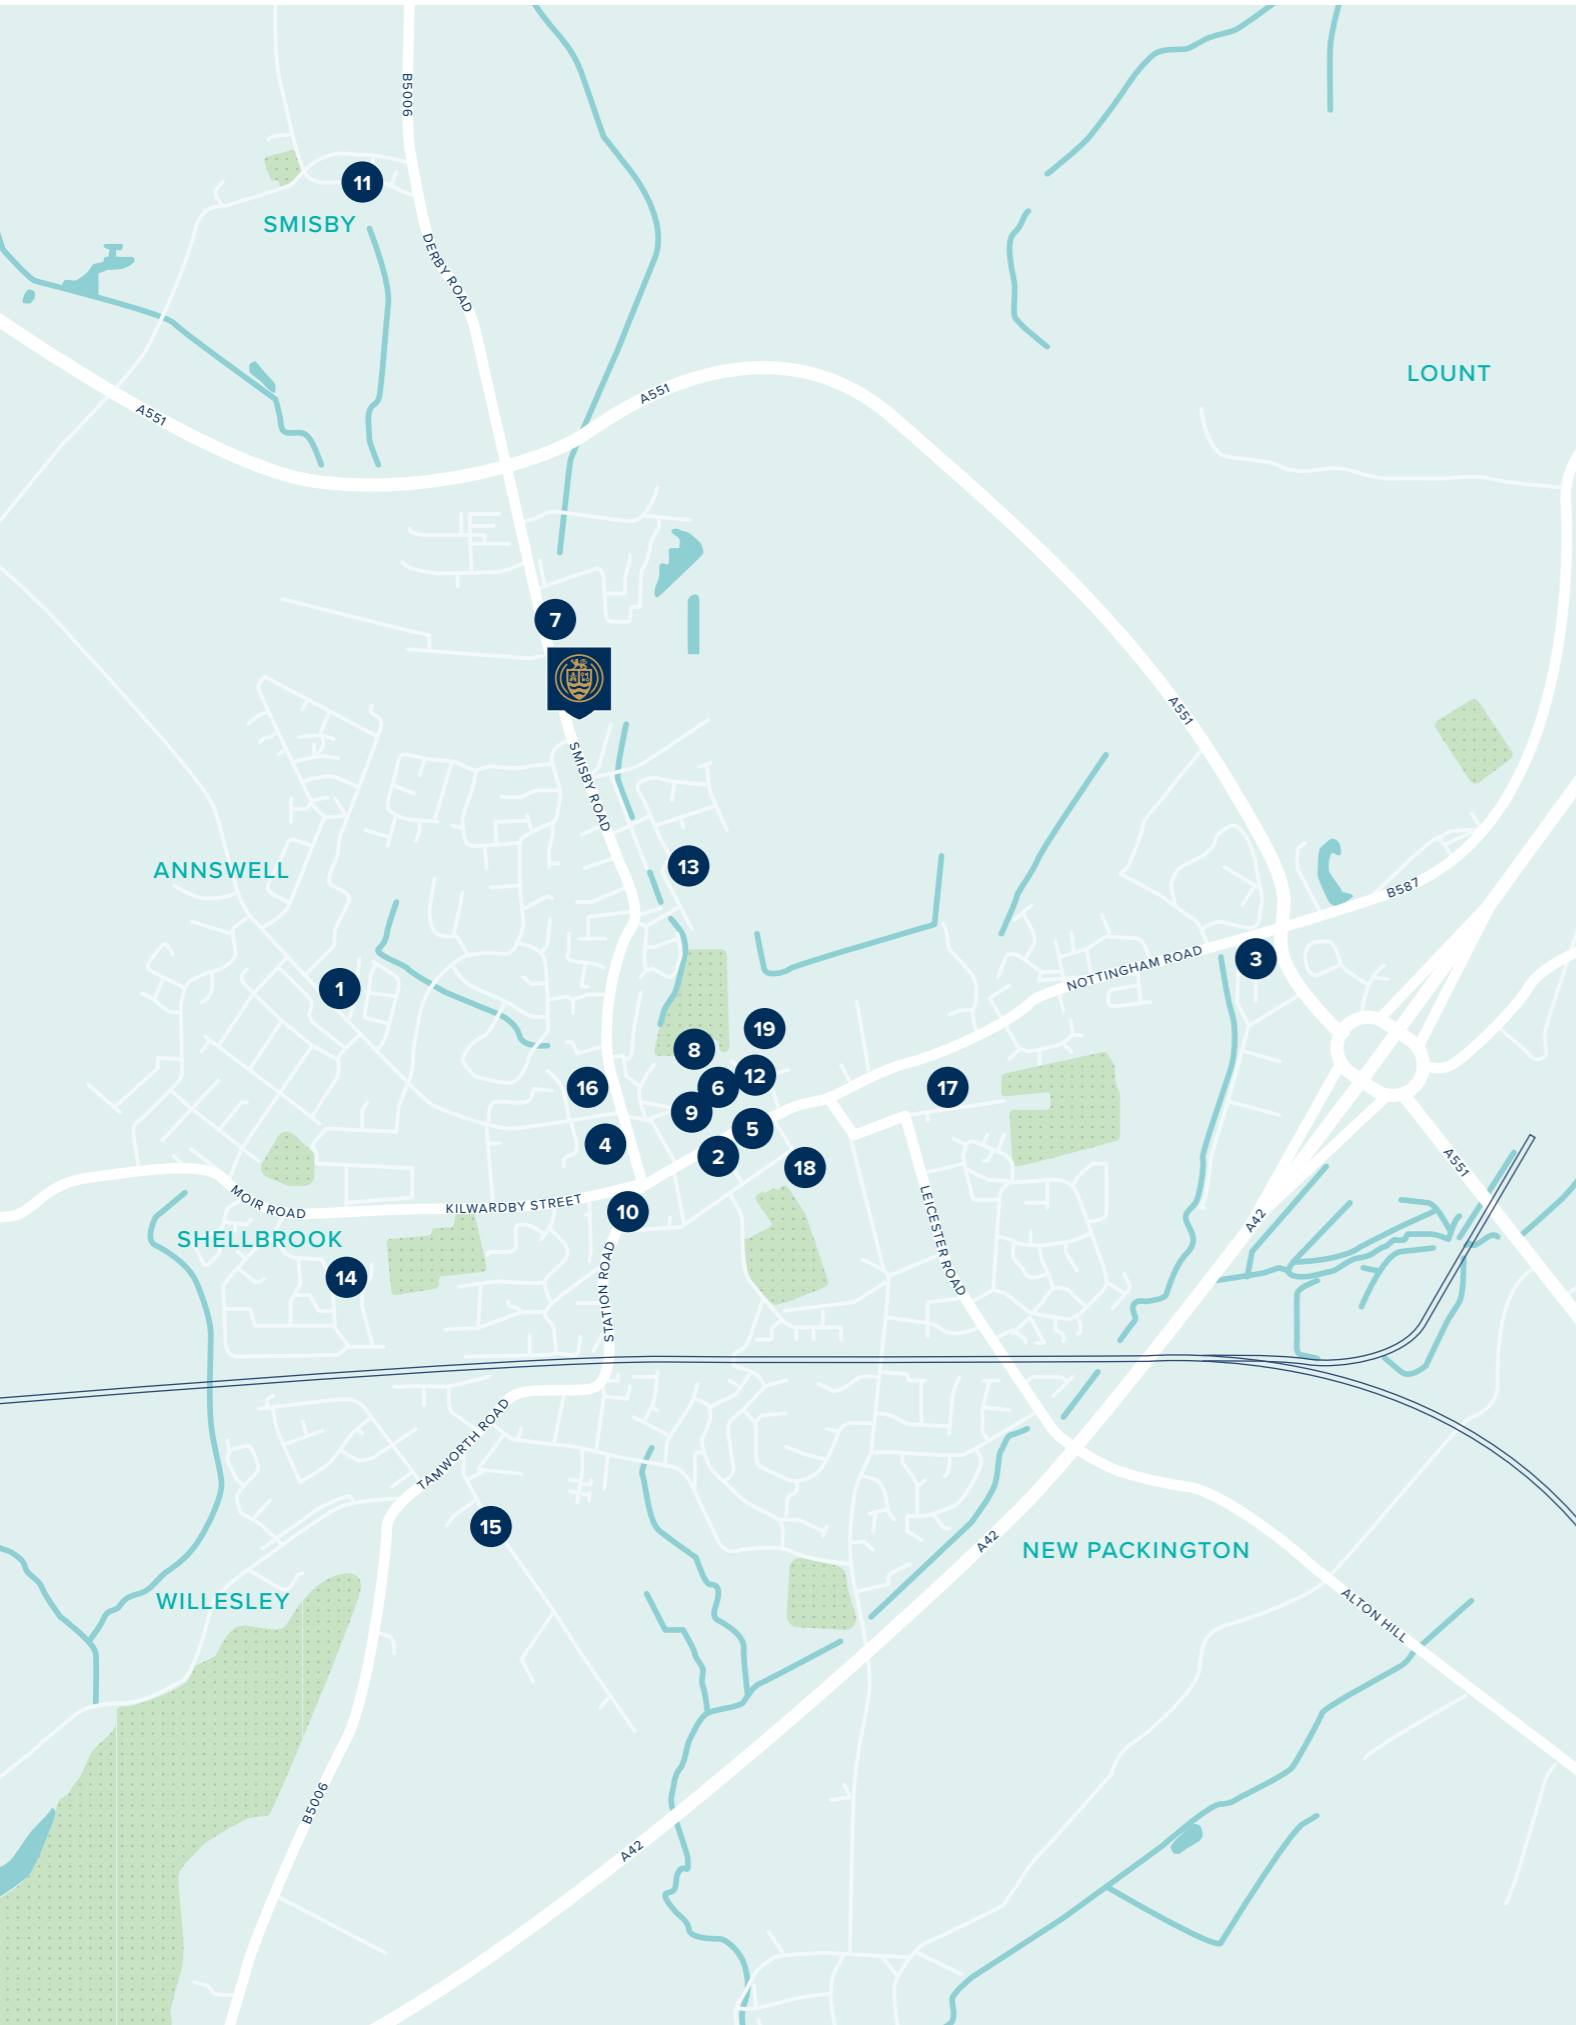 B5006
11
SMISBY
DERBY ROAD
LOUNT
A551
A551
7
A551
SMISBY ROAD
13
ANNSWELL
B587
NOTTINGHAM ROAD
3
1
19
8
12
16
6
17
9
5
4
2
18
A551
MOIR ROAD
KILWARDBY STREET
10
A42
SHELLBROOK
LEICESTER ROAD
14
STATION ROAD
TAMWORTH ROAD
15
A42
NEW PACKINGTON
WILLESLEY
ALTON HILL
B5006
A42